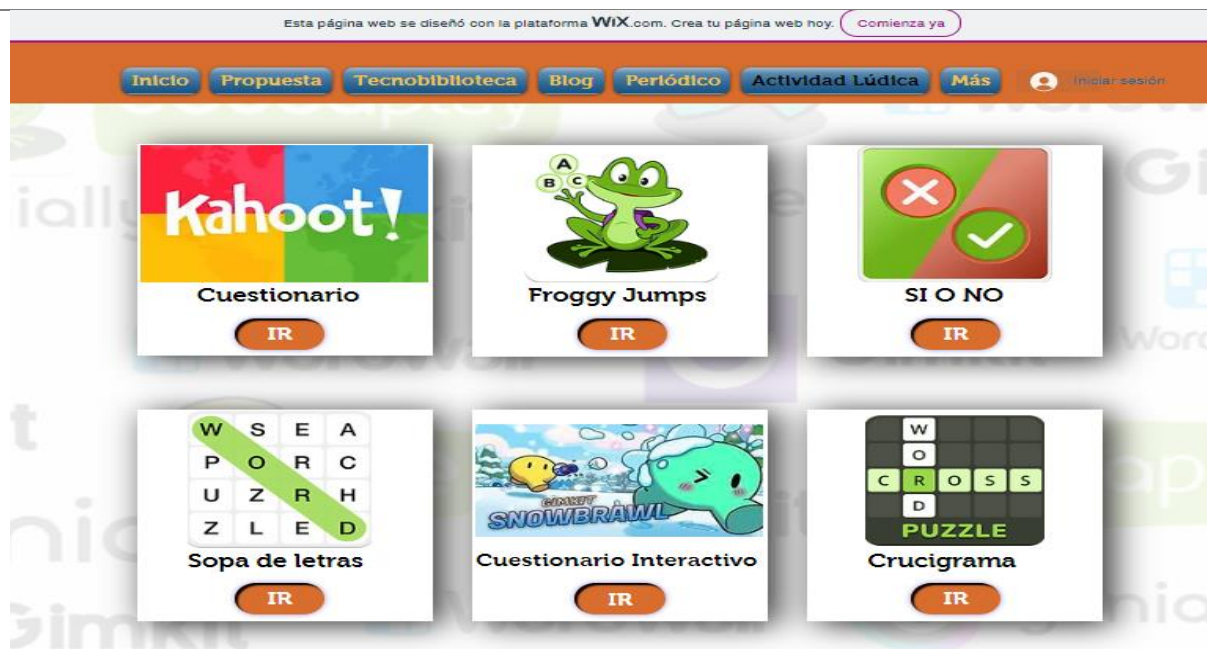 Esta página web se diseñó con la plataforma WiX.com. Crea tu página web hoy. Comienza ya
Inicio Propuesta Tecnobiblioteca Blog Periódico Actividad Lúdica Más Iniciar sesión
Kahoot!
Cuestionario
IR
A
B C
Froggy Jumps
IR
SI O NO
IR
W S E A
P O R C
U Z R H
Z L E D
Sopa de letras
IR
GIMKIT
SNOWBRAWL
Cuestionario Interactivo
IR
W
O
C R O S S
D
PUZZLE
Crucigrama
IR
Gimkit